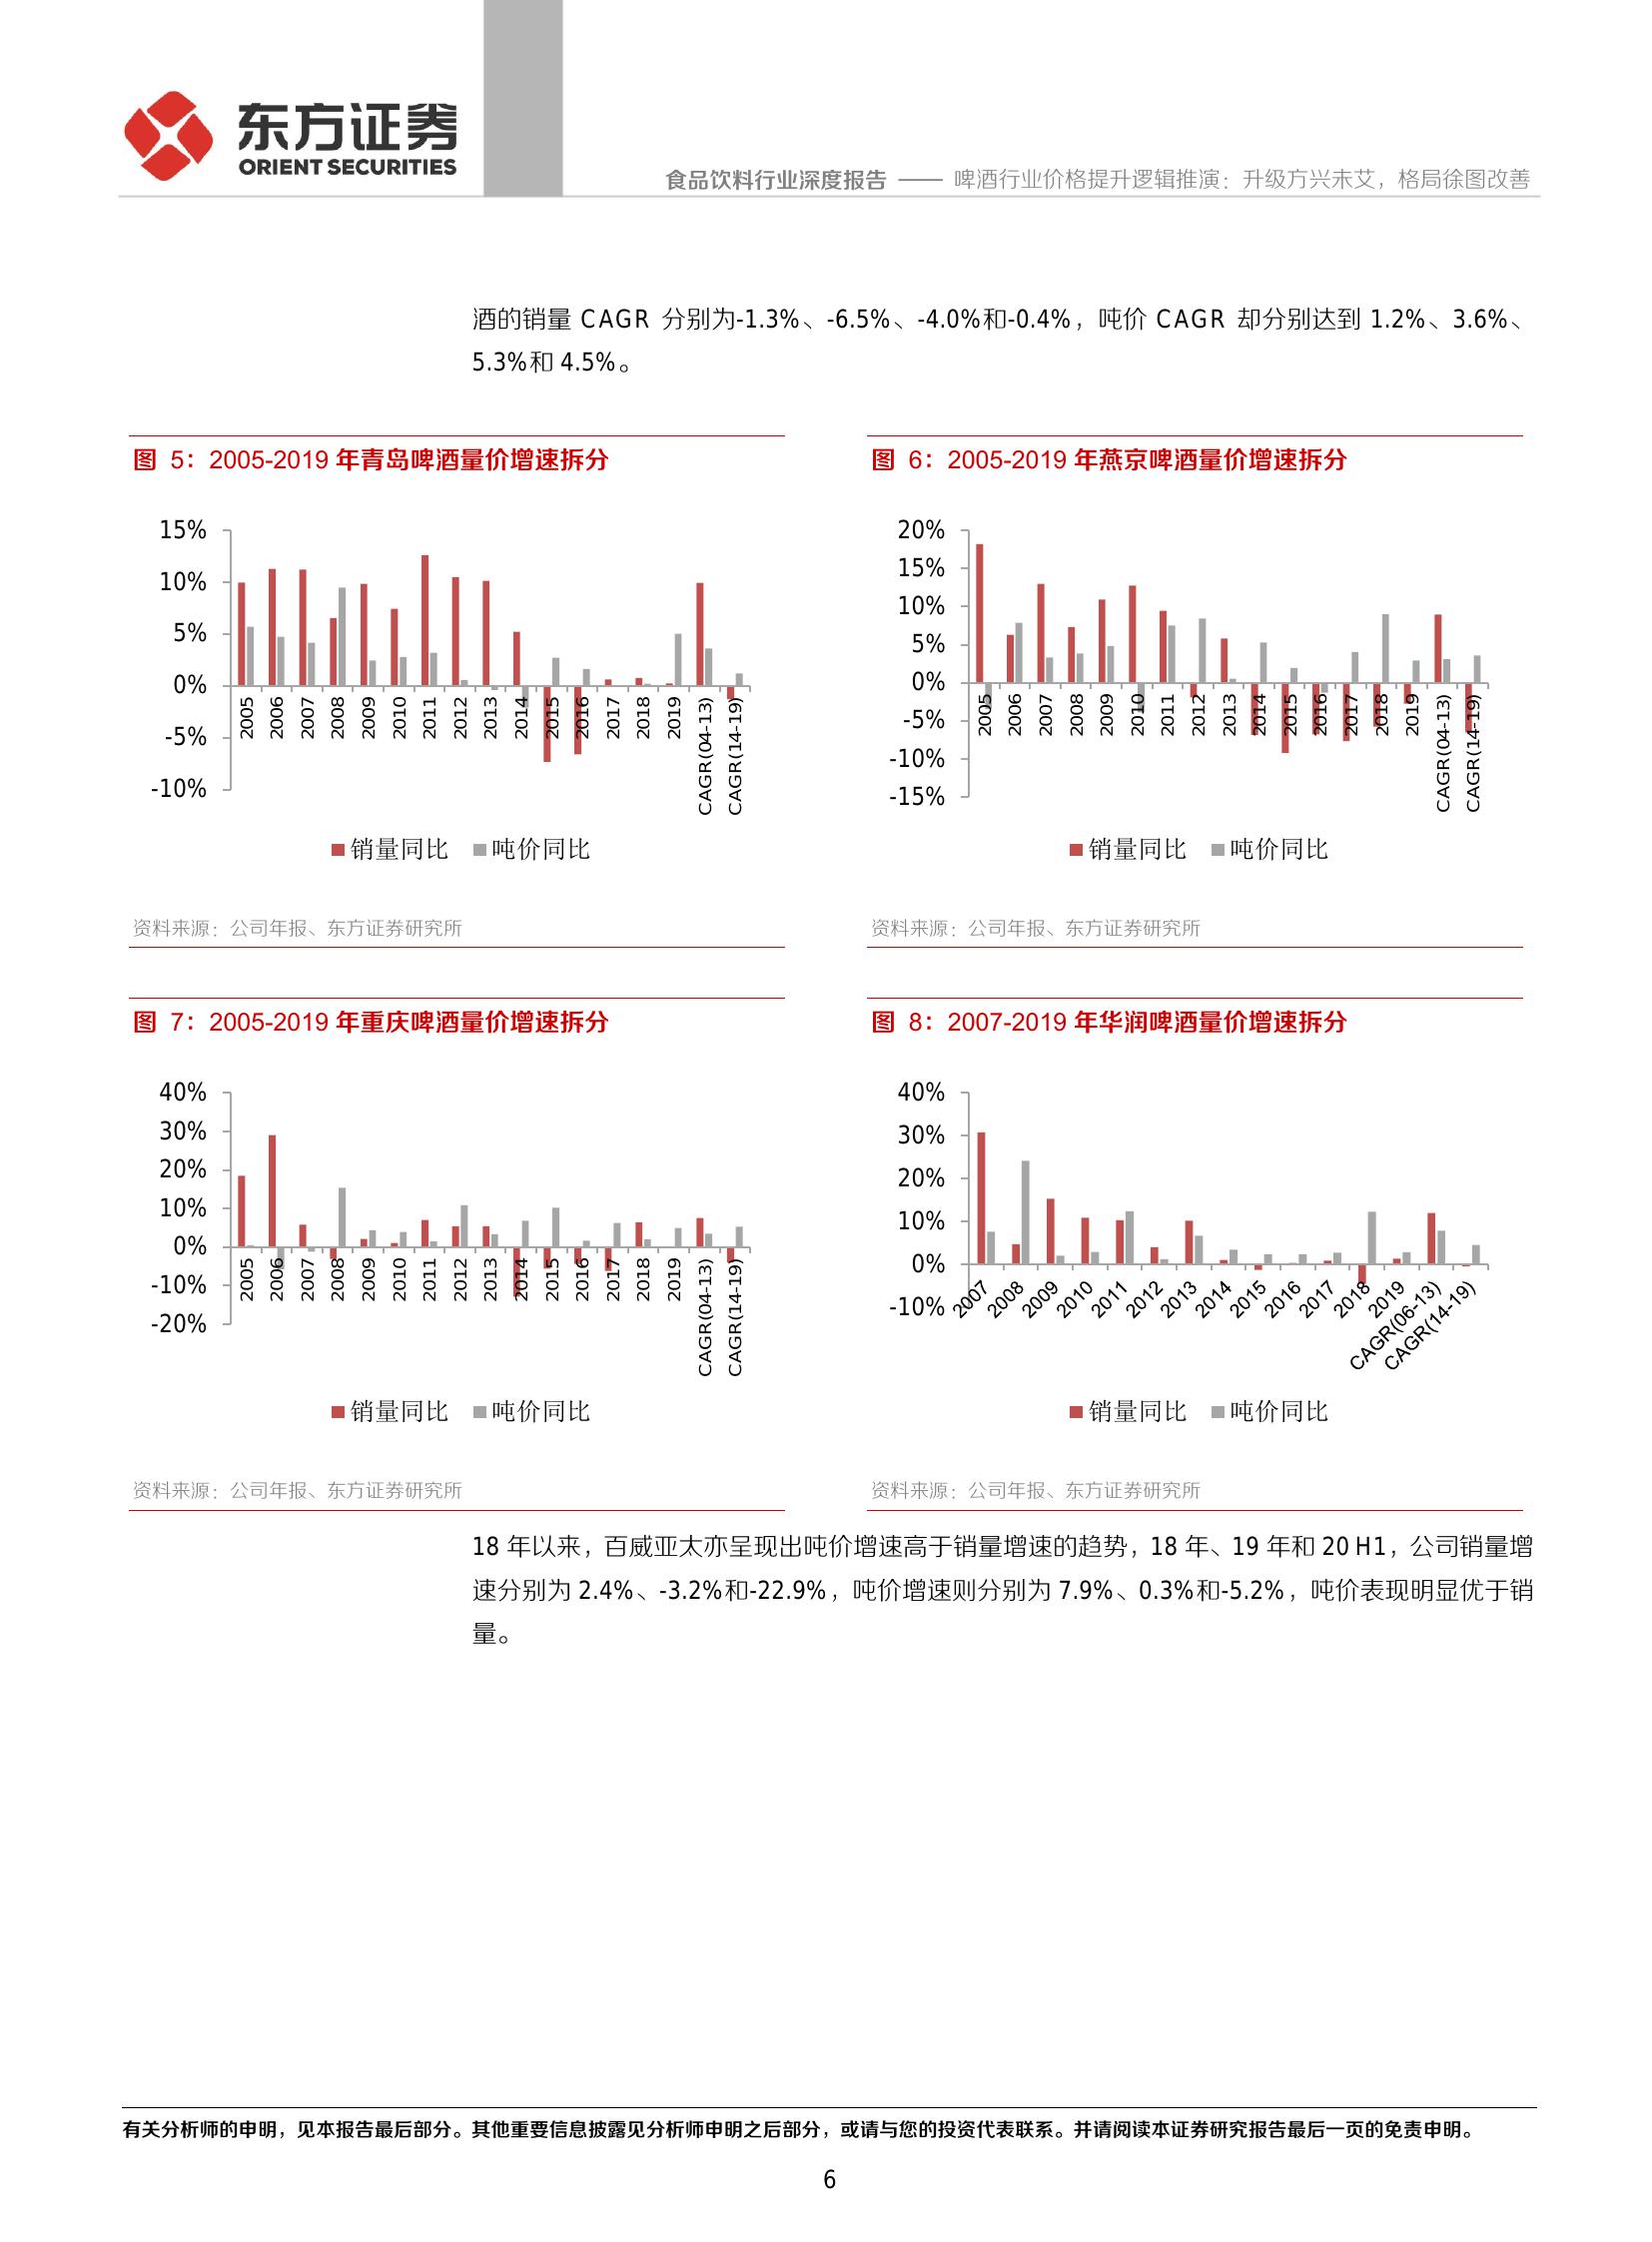 东方证券
ORIENT SECURITIES
食品饮料行业深度报告 —— 啤酒行业价格提升逻辑推演：升级方兴未艾，格局徐图改善
酒的销量 CAGR 分别为-1.3%、-6.5%、-4.0%和-0.4%，吨价 CAGR 却分别达到 1.2%、3.6%、
5.3%和 4.5%。
图 5：2005-2019 年青岛啤酒量价增速拆分
15%
10%
5%
0%
-5%
-10%
2005 2006 2007 2008 2009 2010 2011 2012 2013 2014 2015 2016 2017 2018 2019 CAGR(04-13) CAGR(14-19)
销量同比 吨价同比
资料来源：公司年报、东方证券研究所
图 6：2005-2019 年燕京啤酒量价增速拆分
20%
15%
10%
5%
0%
-5%
-10%
-15%
2005 2006 2007 2008 2009 2010 2011 2012 2013 2014 2015 2016 2017 2018 2019 CAGR(04-13) CAGR(14-19)
销量同比 吨价同比
资料来源：公司年报、东方证券研究所
图 7：2005-2019 年重庆啤酒量价增速拆分
40%
30%
20%
10%
0%
-10%
-20%
2005 2006 2007 2008 2009 2010 2011 2012 2013 2014 2015 2016 2017 2018 2019 CAGR(04-13) CAGR(14-19)
销量同比 吨价同比
资料来源：公司年报、东方证券研究所
图 8：2007-2019 年华润啤酒量价增速拆分
40%
30%
20%
10%
0%
-10%
2007 2008 2009 2010 2011 2012 2013 2014 2015 2016 2017 2018 2019 CAGR(06-13) CAGR(14-19)
销量同比 吨价同比
资料来源：公司年报、东方证券研究所
18 年以来，百威亚太亦呈现出吨价增速高于销量增速的趋势，18 年、19 年和 20 H1，公司销量增
速分别为 2.4%、-3.2%和-22.9%，吨价增速则分别为 7.9%、0.3%和-5.2%，吨价表现明显优于销
量。
有关分析师的申明，见本报告最后部分。其他重要信息披露见分析师申明之后部分，或请与您的投资代表联系。并请阅读本证券研究报告最后一页的免责申明。
6